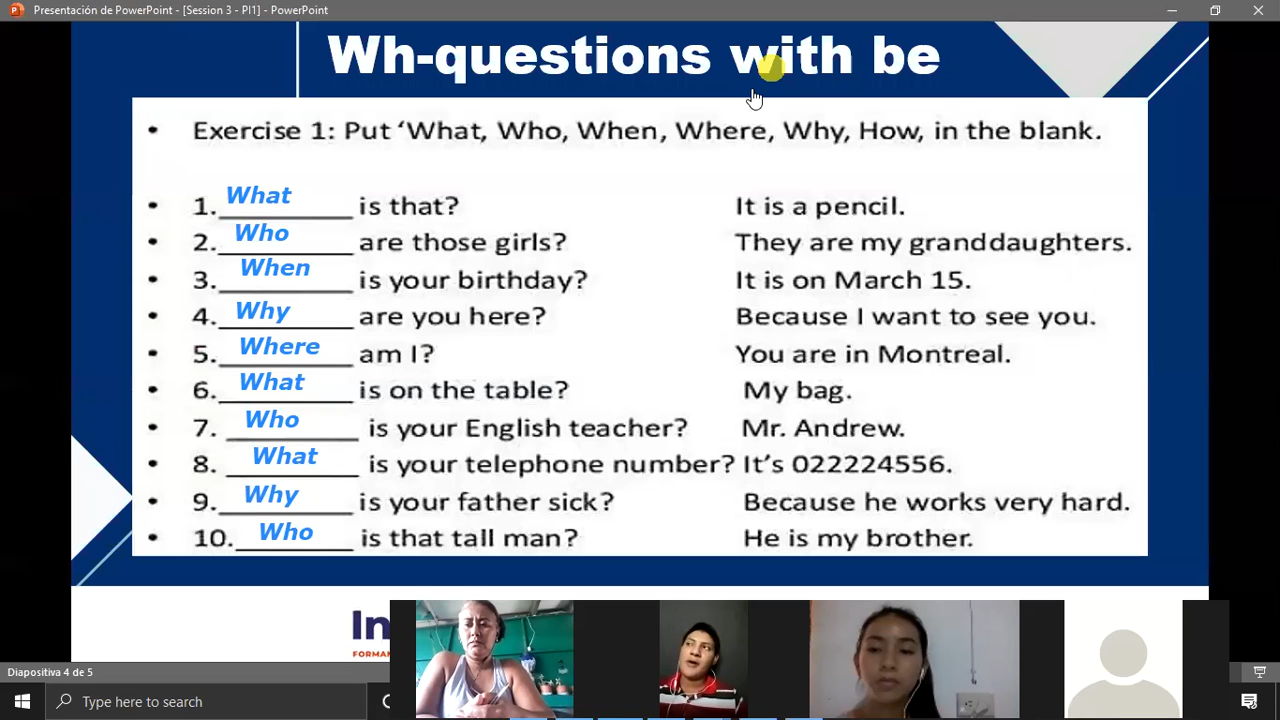 Presentación de PowerPoint - [Session 3 - PI1] - PowerPoint
Wh-questions with be
• Exercise 1: Put ‘What, Who, When, Where, Why, How, in the blank.
• 1. What is that? It is a pencil.
• 2. Who are those girls? They are my granddaughters.
• 3. When is your birthday? It is on March 15.
• 4. Why are you here? Because I want to see you.
• 5. Where am I? You are in Montreal.
• 6. What is on the table? My bag.
• 7. Who is your English teacher? Mr. Andrew.
• 8. What is your telephone number? It's 022224556.
• 9. Why is your father sick? Because he works very hard.
• 10. Who is that tall man? He is my brother.
In
FORMAN
Diapositiva 4 de 5
Type here to search